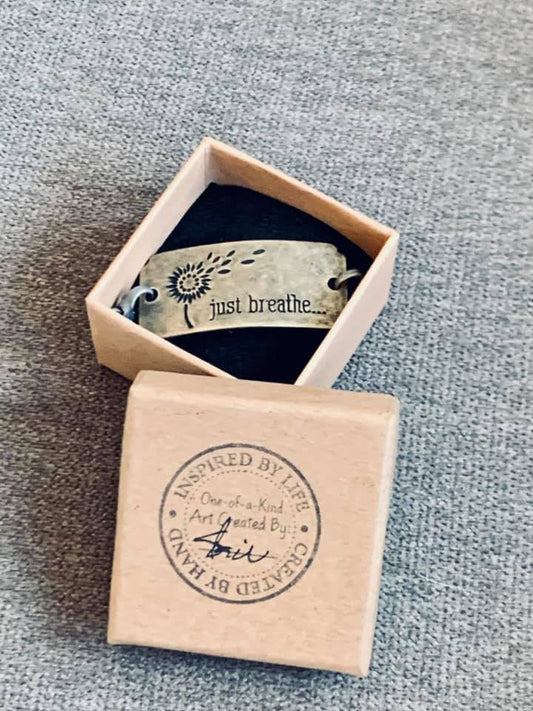 just breathe...
• INSPIRED BY LIFE •
One-of-a-Kind
Art Created By:
CREATED BY HAND